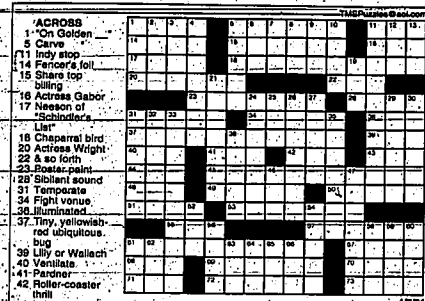 TMSPuzzles@aol.com
ACROSS
1 "On Golden __"
5 Carve
11 Indy stop
14 Fencer's foil
15 Share top
billing
16 Actress Gabor
17 Neeson of
"Schindler's
List"
18 Chaparral bird
20 Actress Wright
22 & so forth
23 Poster paint
28 Sibilant sound
31 Temperate
34 Fight venue
36 Illuminated
37 Tiny, yellowish-
red ubiquitous
bug
39 Lilly or Wallach
40 Ventilate
41 Pardner
42 Roller-coaster
thrill